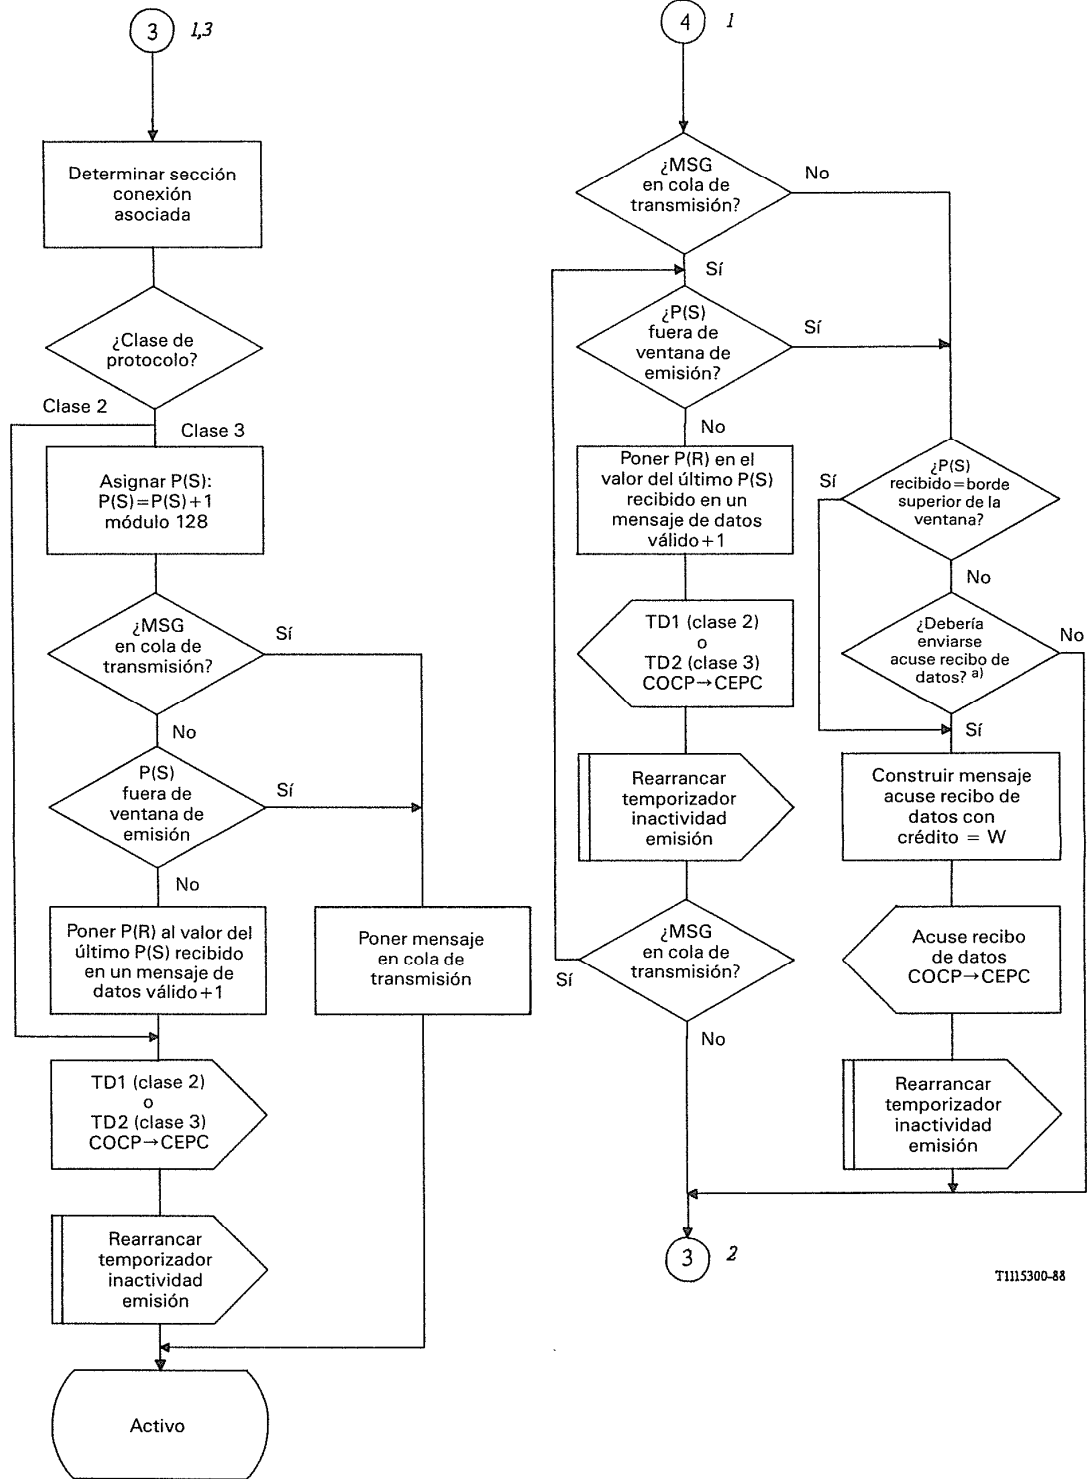 3 1,3
Determinar sección
conexión
asociada
¿Clase de
protocolo?
Clase 2
Clase 3
Asignar P(S):
P(S)=P(S)+1
módulo 128
¿MSG
en cola de
transmisión?
Sí
No
P(S)
fuera de
ventana de
emisión
Sí
No
Poner P(R) al valor del
último P(S) recibido
en un mensaje de
datos válido+1
Poner mensaje
en cola de
transmisión
TD1 (clase 2)
o
TD2 (clase 3)
COCP→CEPC
Rearrancar
temporizador
inactividad
emisión
Activo
4 1
¿MSG
en cola de
transmisión?
No
Sí
¿P(S)
fuera de
ventana de
emisión?
Sí
No
Poner P(R) en el
valor del último P(S)
recibido en un
mensaje de datos
válido+1
TD1 (clase 2)
o
TD2 (clase 3)
COCP→CEPC
Rearrancar
temporizador
inactividad
emisión
¿MSG
en cola de
transmisión?
Sí
No
¿P(S)
recibido=borde
superior de la
ventana?
Sí
No
¿Debería
enviarse
acuse recibo de
datos? a)
No
Sí
Construir mensaje
acuse recibo de
datos con
crédito = W
Acuse recibo
de datos
COCP→CEPC
Rearrancar
temporizador
inactividad
emisión
3 2
T1115300-88